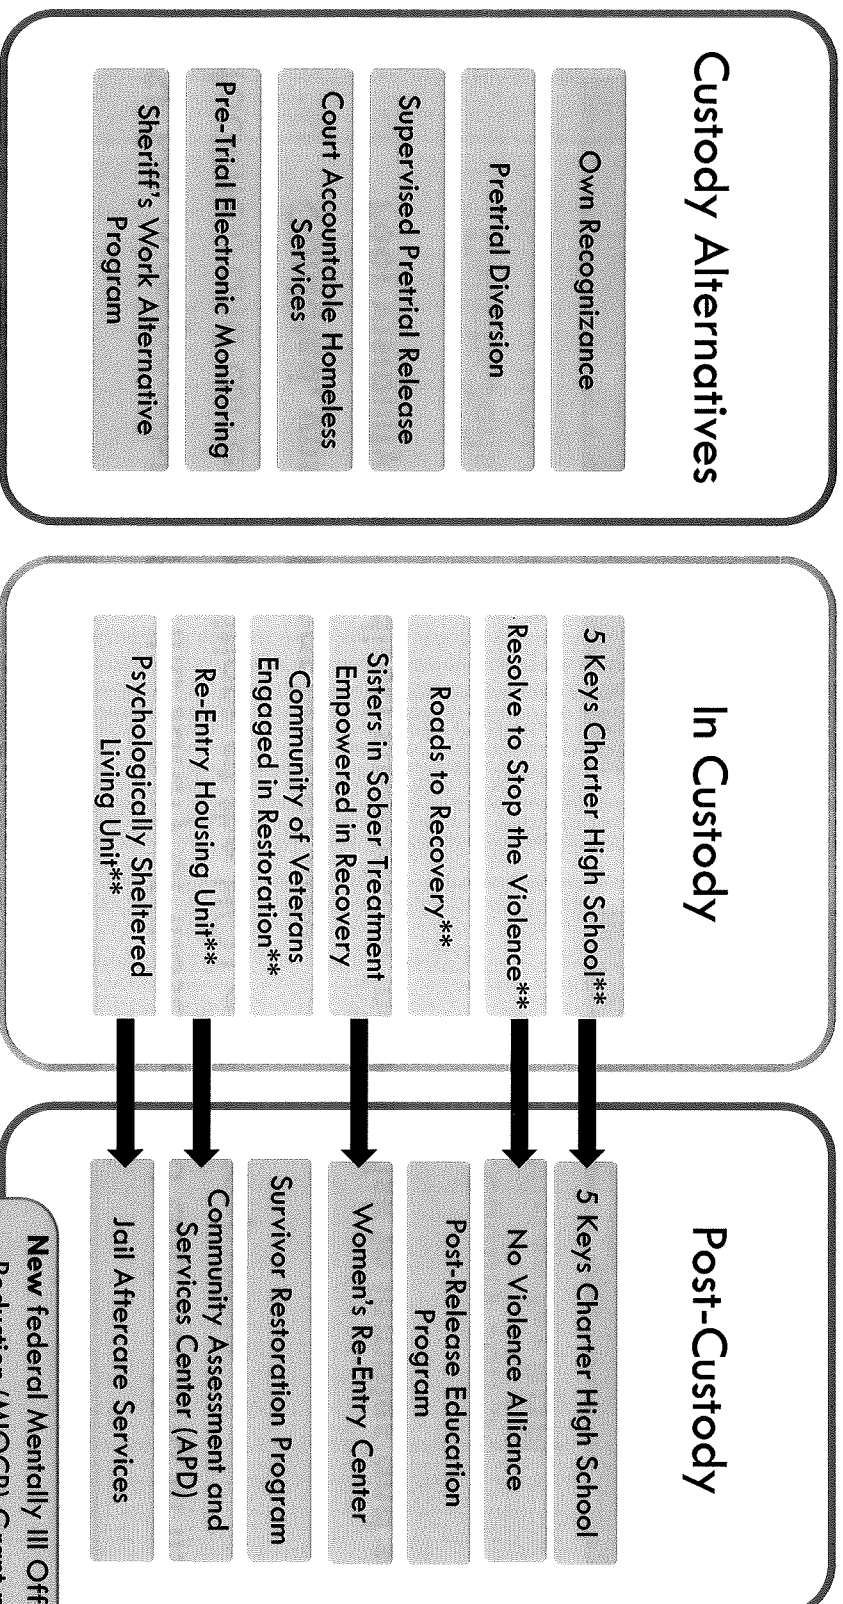 Custody Alternatives
Own Recognizance
Pretrial Diversion
Supervised Pretrial Release
Court Accountable Homeless
Services
Pre-Trial Electronic Monitoring
Sheriff's Work Alternative
Program
In Custody
5 Keys Charter High School**
Resolve to Stop the Violence**
Roads to Recovery**
Sisters in Sober Treatment
Empowered in Recovery
Community of Veterans
Engaged in Restoration**
Re-Entry Housing Unit**
Psychologically Sheltered
Living Unit**
Post-Custody
5 Keys Charter High School
No Violence Alliance
Post-Release Education
Program
Women's Re-Entry Center
Survivor Restoration Program
Community Assessment and
Services Center (APD)
Jail Aftercare Services
New federal Mentally Ill Off